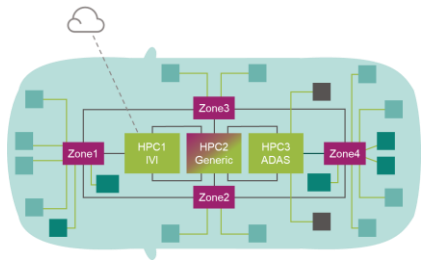 Zone3
Zone1
HPC1
IVI
HPC2
Generic
HPC3
ADAS
Zone4
Zone2